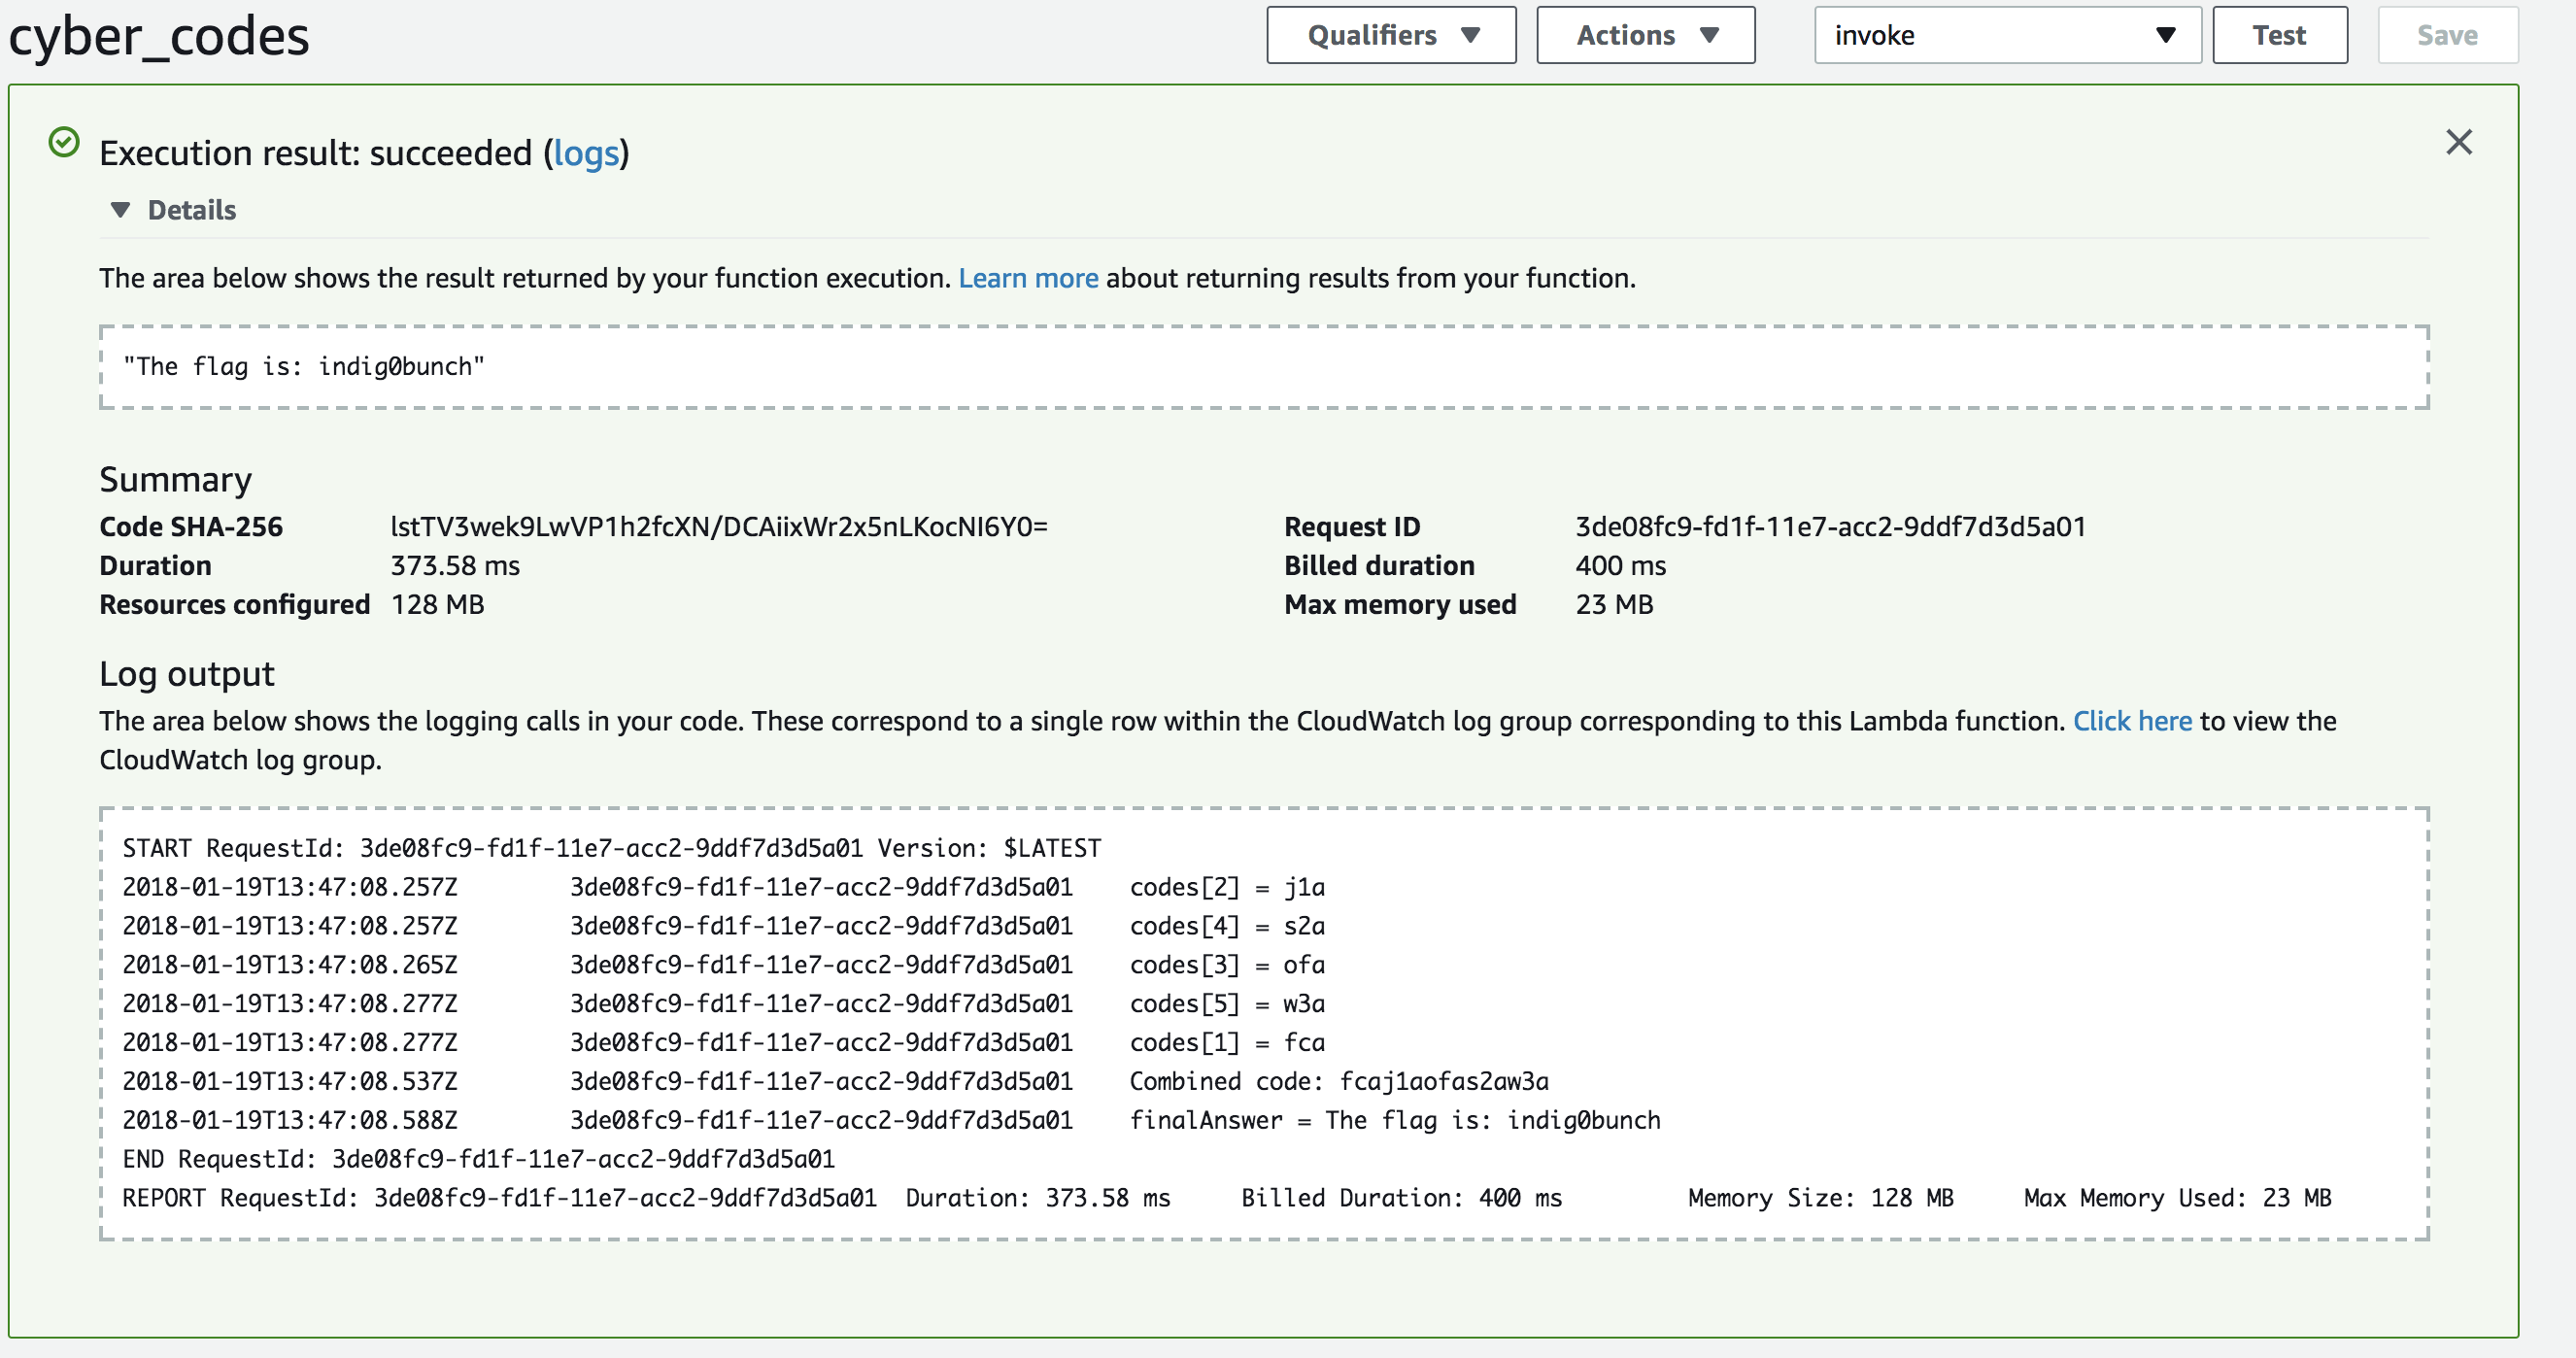 cyber_codes
Qualifiers
Actions
invoke
Test
Save
Execution result: succeeded (logs)
Details
The area below shows the result returned by your function execution. Learn more about returning results from your function.
"The flag is: indig0bunch"
Summary
Code SHA-256 lstTV3wek9LwVP1h2fcXN/DCAiixWr2x5nLKocNI6Y0=
Request ID 3de08fc9-fd1f-11e7-acc2-9ddf7d3d5a01
Duration 373.58 ms
Billed duration 400 ms
Resources configured 128 MB
Max memory used 23 MB
Log output
The area below shows the logging calls in your code. These correspond to a single row within the CloudWatch log group corresponding to this Lambda function. Click here to view the
CloudWatch log group.
START RequestId: 3de08fc9-fd1f-11e7-acc2-9ddf7d3d5a01 Version: $LATEST
2018-01-19T13:47:08.257Z 3de08fc9-fd1f-11e7-acc2-9ddf7d3d5a01 codes[2] = j1a
2018-01-19T13:47:08.257Z 3de08fc9-fd1f-11e7-acc2-9ddf7d3d5a01 codes[4] = s2a
2018-01-19T13:47:08.265Z 3de08fc9-fd1f-11e7-acc2-9ddf7d3d5a01 codes[3] = ofa
2018-01-19T13:47:08.277Z 3de08fc9-fd1f-11e7-acc2-9ddf7d3d5a01 codes[5] = w3a
2018-01-19T13:47:08.277Z 3de08fc9-fd1f-11e7-acc2-9ddf7d3d5a01 codes[1] = fca
2018-01-19T13:47:08.537Z 3de08fc9-fd1f-11e7-acc2-9ddf7d3d5a01 Combined code: fcaj1aofas2aw3a
2018-01-19T13:47:08.588Z 3de08fc9-fd1f-11e7-acc2-9ddf7d3d5a01 finalAnswer = The flag is: indig0bunch
END RequestId: 3de08fc9-fd1f-11e7-acc2-9ddf7d3d5a01
REPORT RequestId: 3de08fc9-fd1f-11e7-acc2-9ddf7d3d5a01 Duration: 373.58 ms Billed Duration: 400 ms Memory Size: 128 MB Max Memory Used: 23 MB